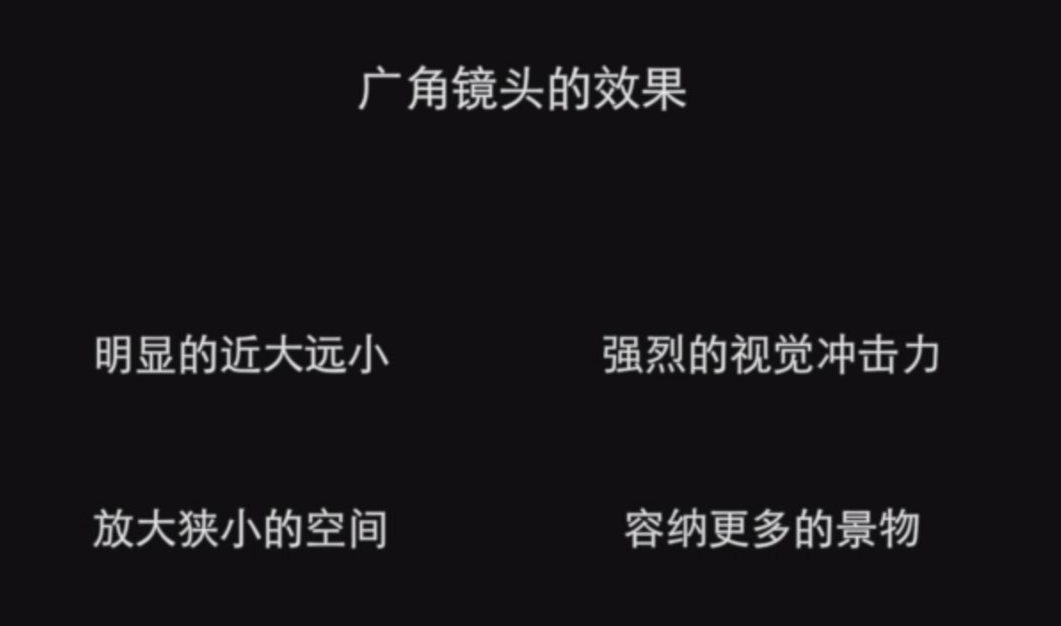 广角镜头的效果
明显的近大远小
强烈的视觉冲击力
放大狭小的空间
容纳更多的景物